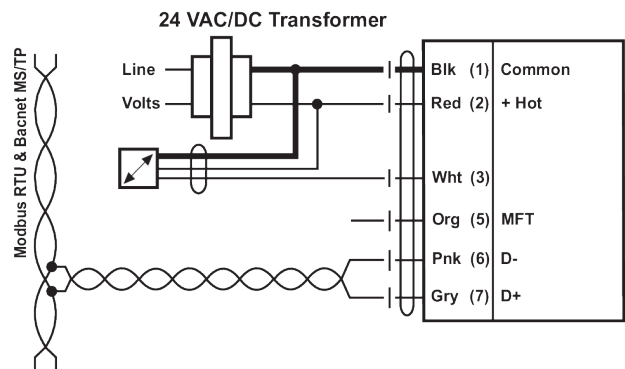 24 VAC/DC Transformer
Modbus RTU & Bacnet MS/TP
Line
Volts
Blk (1) Common
Red (2) + Hot
Wht (3)
Org (5) MFT
Pnk (6) D-
Gry (7) D+